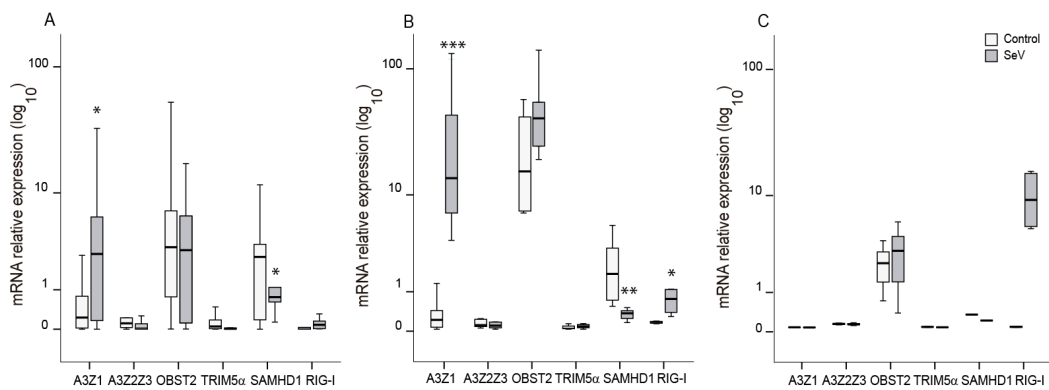 A
mRNA relative expression (log10)
100
10
1
0
*
*
A3Z1 A3Z2Z3 OBST2 TRIM5α SAMHD1 RIG-I
B
mRNA relative expression (log10)
100
10
1
0
***
**
*
A3Z1 A3Z2Z3 OBST2 TRIM5α SAMHD1 RIG-I
C
mRNA relative expression (log10)
100
10
1
0
Control
SeV
A3Z1 A3Z2Z3 OBST2 TRIM5α SAMHD1 RIG-I